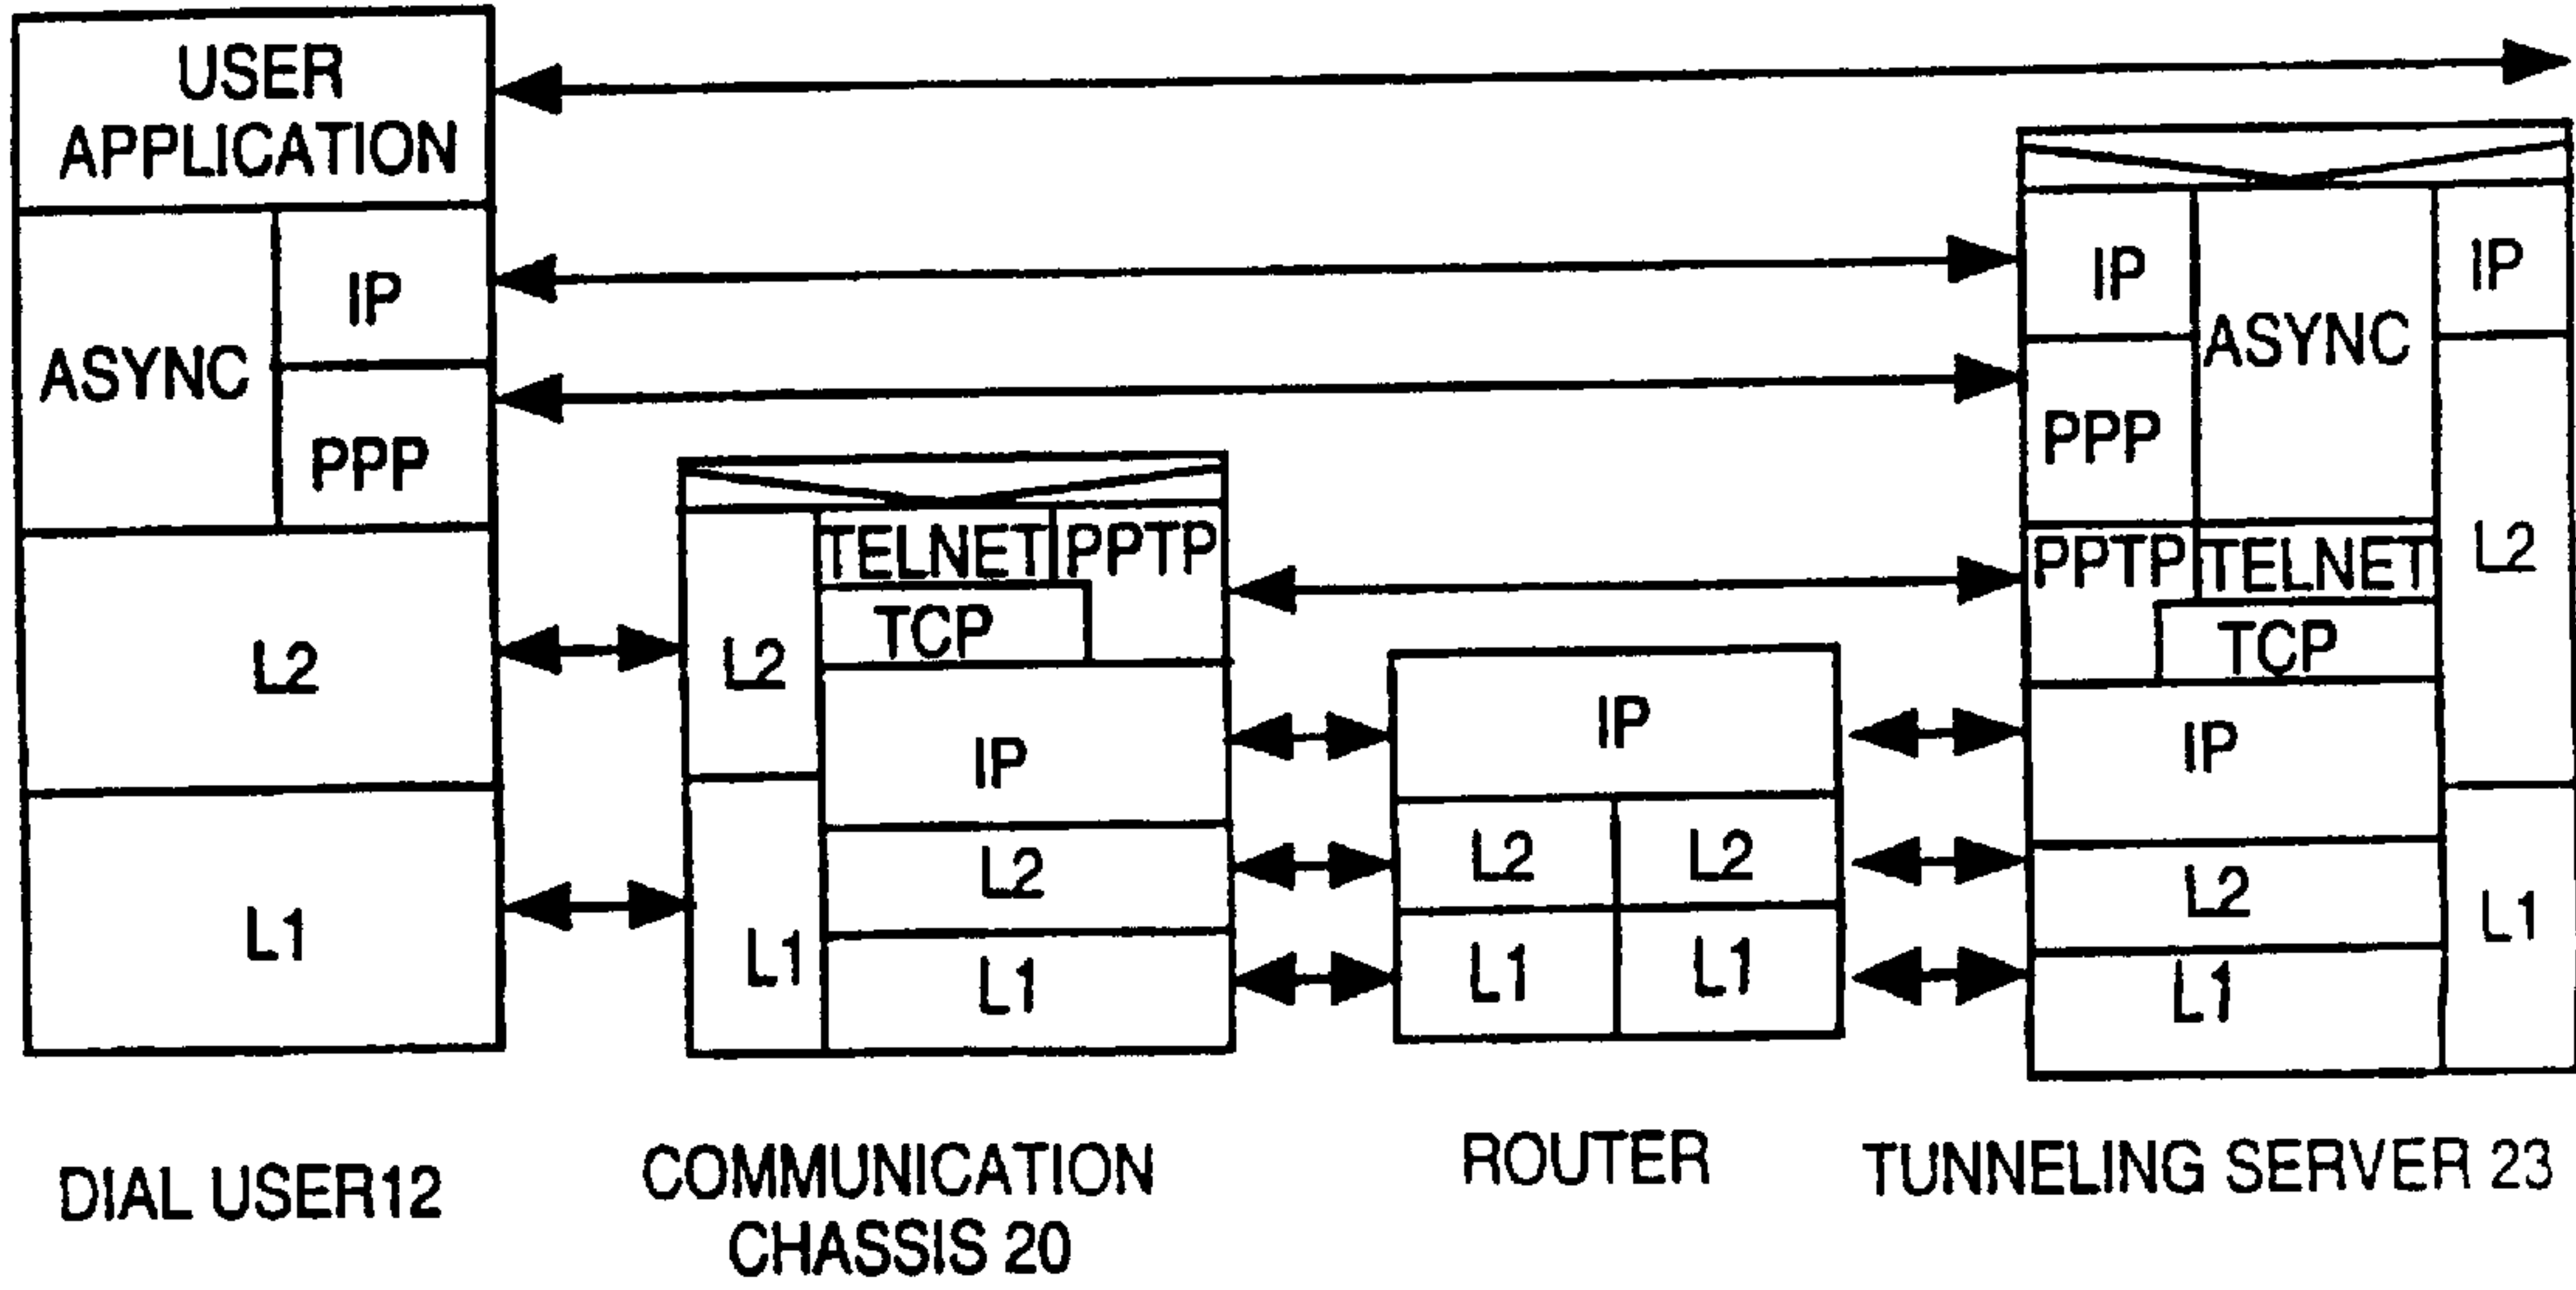 USER
APPLICATION
ASYNC
IP
PPP
L2
L1
DIAL USER12
L2
L1
TELNET
PPTP
TCP
IP
L2
L1
COMMUNICATION
CHASSIS 20
IP
L2
L2
L1
L1
ROUTER
IP
PPP
ASYNC
IP
L2
L1
PPTP
TELNET
TCP
IP
L2
L1
TUNNELING SERVER 23